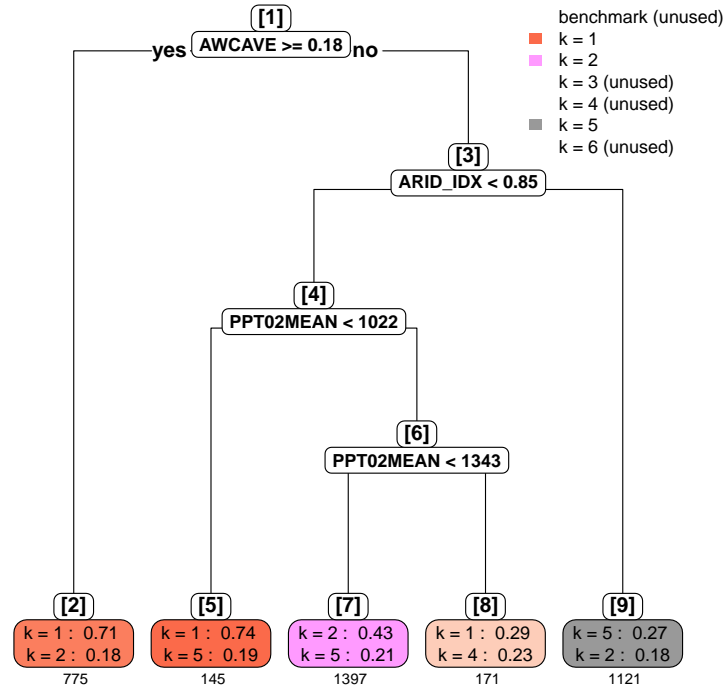 [1]
yes AWCAVE >= 0.18 no
benchmark (unused)
k = 1
k = 2
k = 3 (unused)
k = 4 (unused)
k = 5
k = 6 (unused)
[3]
ARID_IDX < 0.85
[4]
PPT02MEAN < 1022
[6]
PPT02MEAN < 1343
[2]
k = 1 : 0.71
k = 2 : 0.18
775
[5]
k = 1 : 0.74
k = 5 : 0.19
145
[7]
k = 2 : 0.43
k = 5 : 0.21
1397
[8]
k = 1 : 0.29
k = 4 : 0.23
171
[9]
k = 5 : 0.27
k = 2 : 0.18
1121